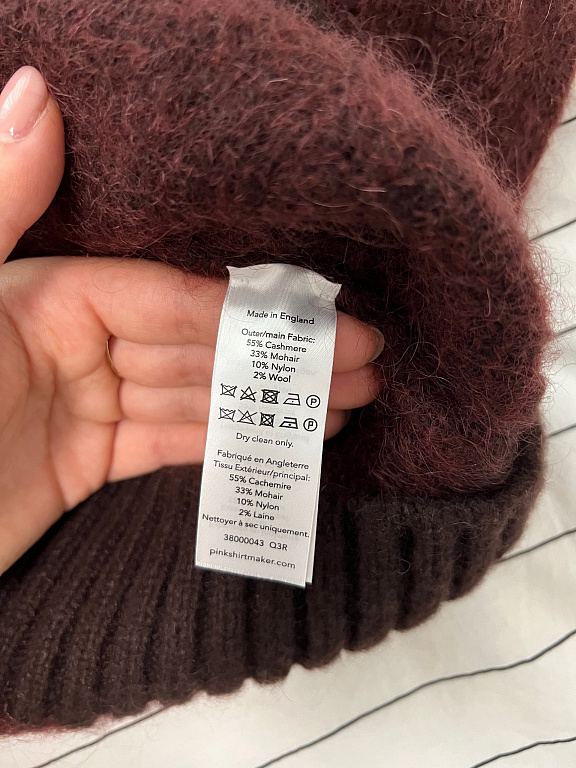 Made in England
Outer/main Fabric:
55% Cashmere
33% Mohair
10% Nylon
2% Wool
P
P
Dry clean only.
Fabriqué en Angleterre
Tissu Extérieur/principal:
55% Cachemire
33% Mohair
10% Nylon
2% Laine
Nettoyer à sec uniquement.
38000043 Q3R
pinkshirtmaker.com